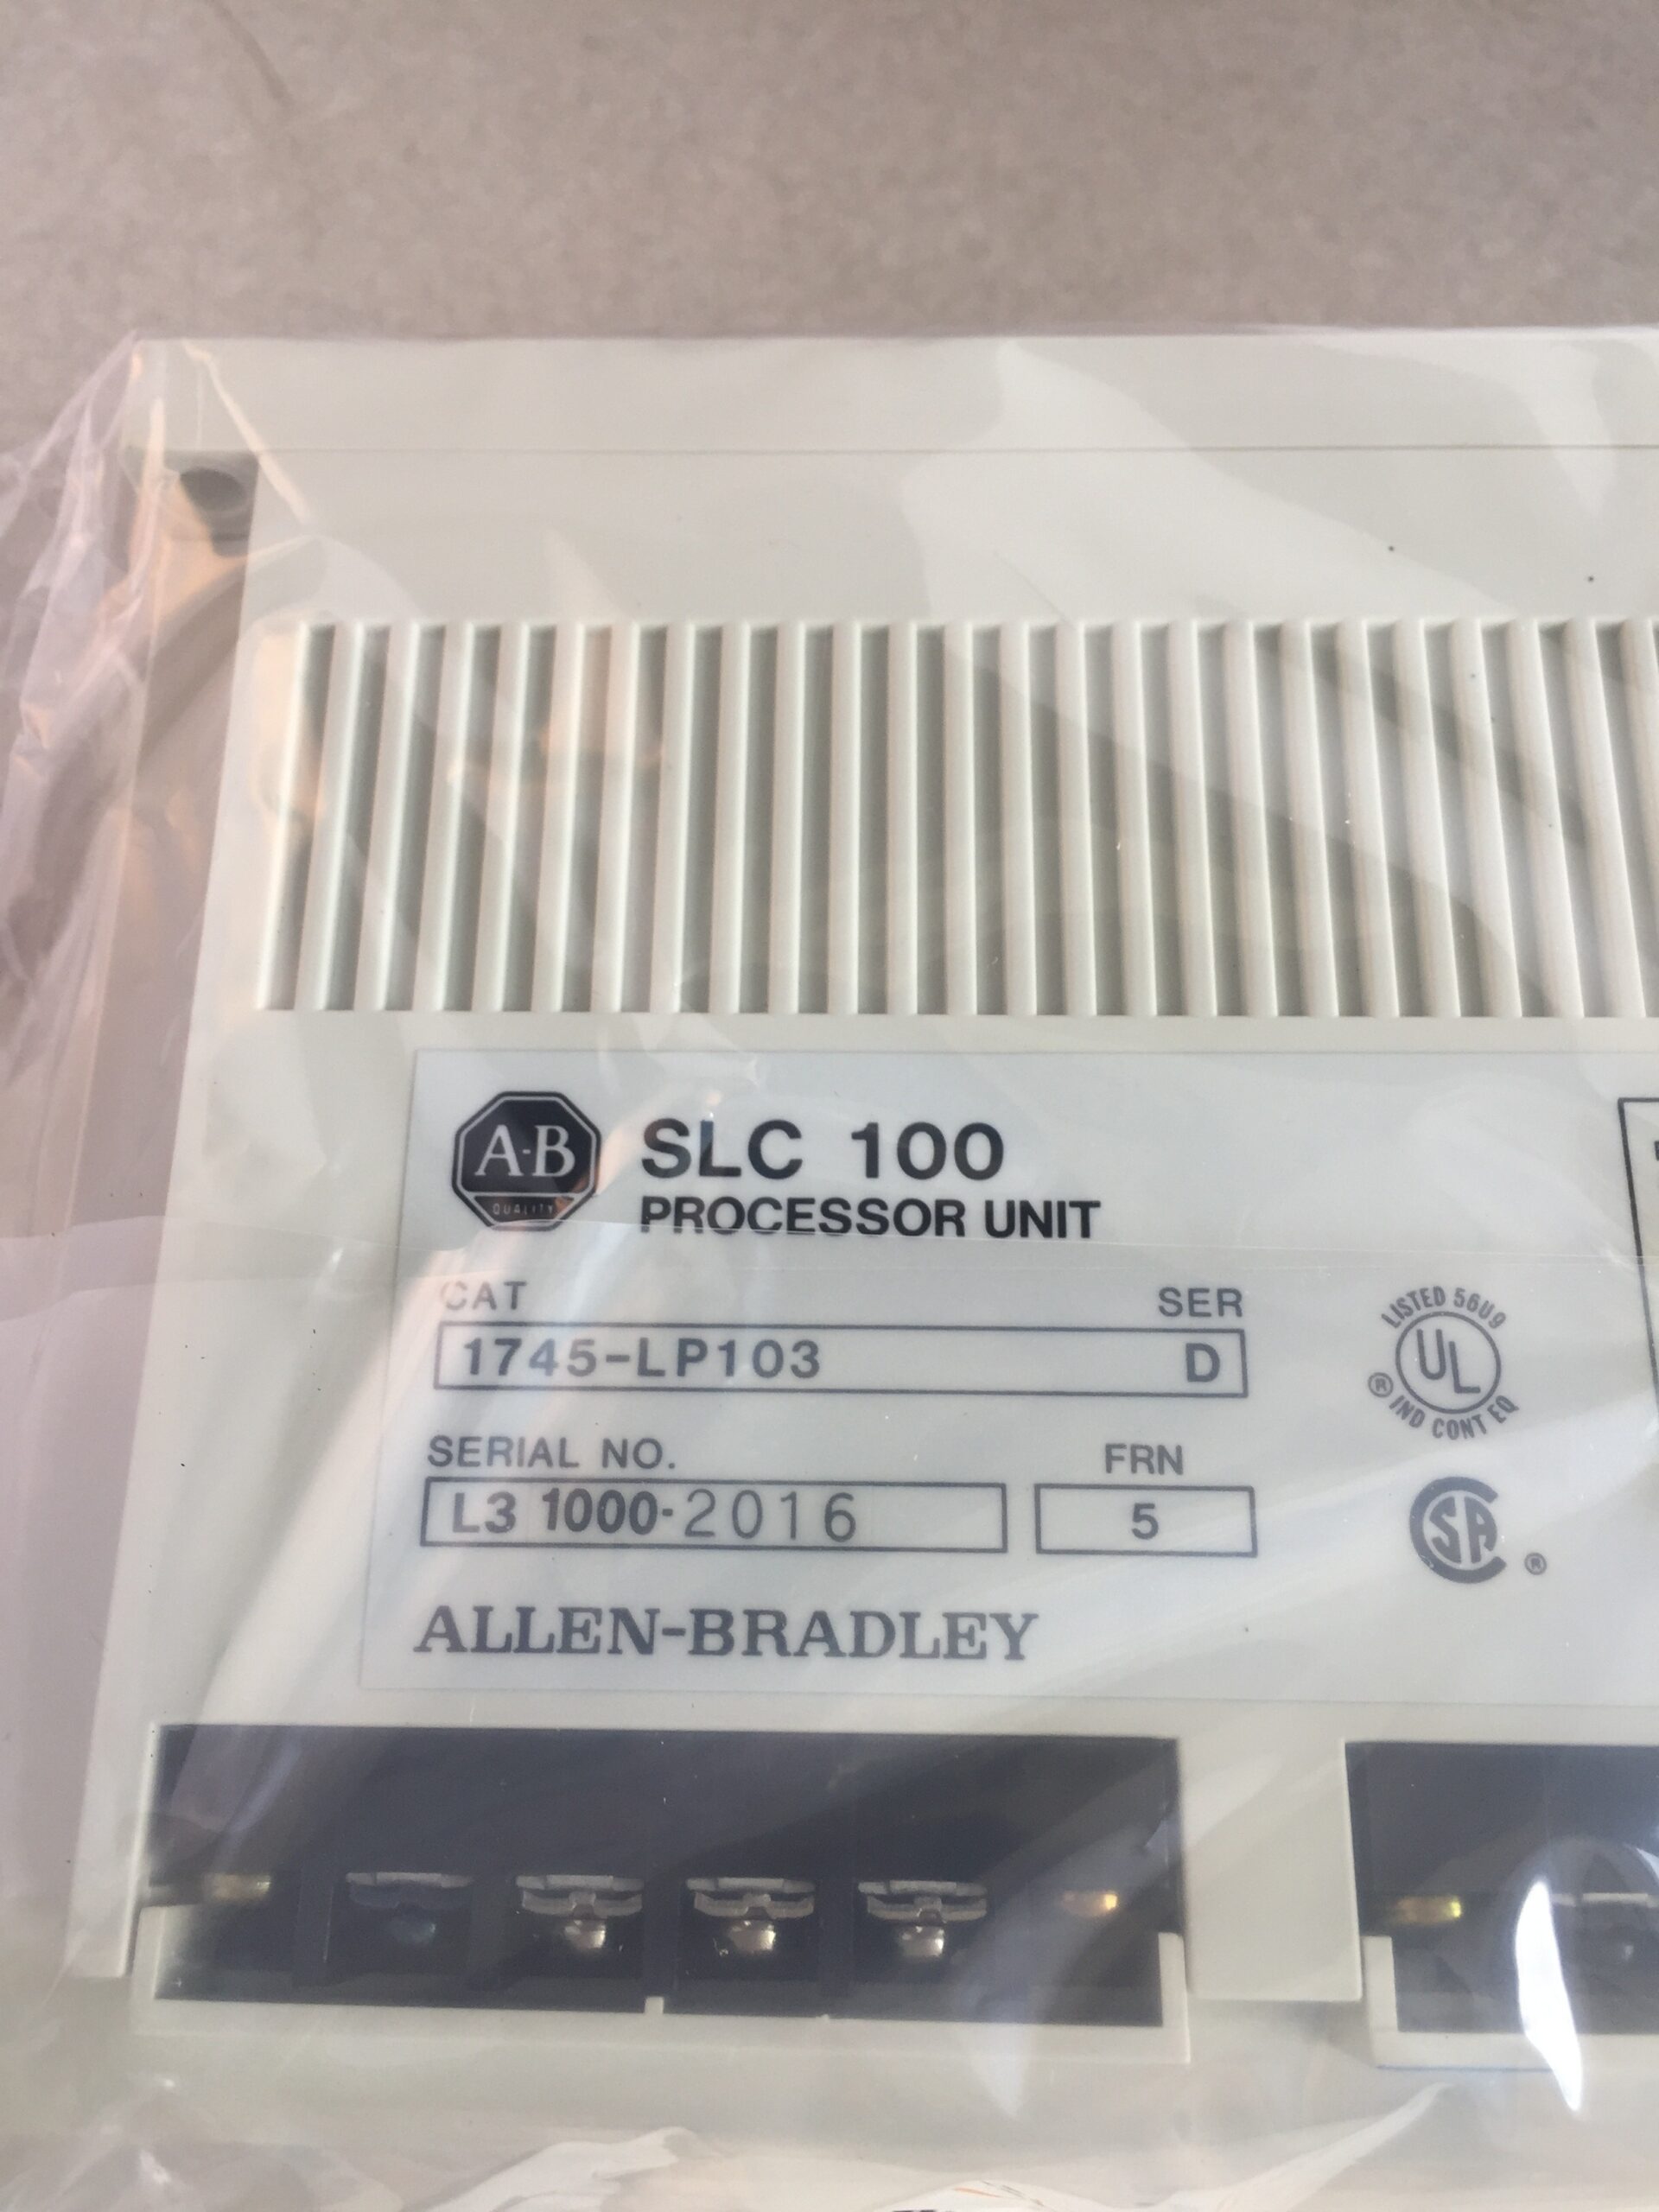 A-B
QUALITY
SLC 100
PROCESSOR UNIT
CAT SER
1745-LP103 D
LISTED 56U9
UL
® IND CONT EQ
SERIAL NO. FRN
L3 1000-2016 5
SA ®
ALLEN-BRADLEY